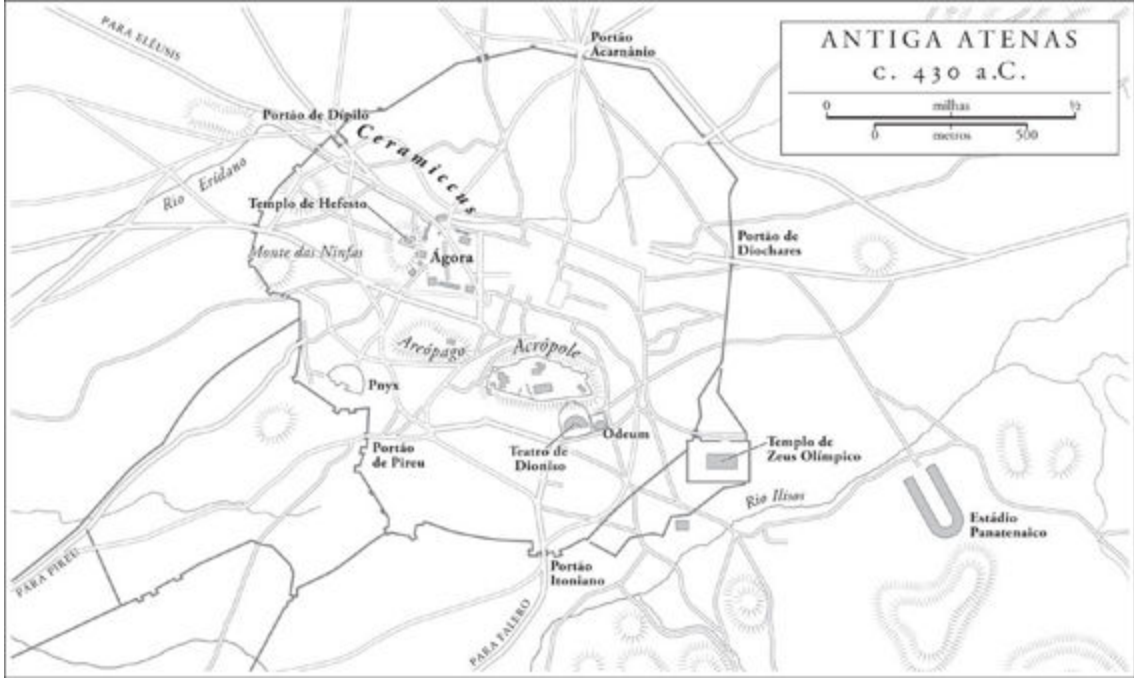 ANTIGA ATENAS
c. 430 a.C.
0 milhas ½
0 metros 500
PARA ELÊUSIS
Portão
Acarnânio
Portão de Dípilo
Ceramiccus
Rio Erídano
Templo de Hefesto
Monte das Ninfas
Ágora
Portão de
Diochares
Areópago
Acrópole
Pnyx
Portão
de Pireu
Teatro de
Dioniso
Odeum
Templo de
Zeus Olímpico
Rio Ilisos
Estádio
Panatenaico
PARA PIREU
Portão
Itoniano
PARA FALERO